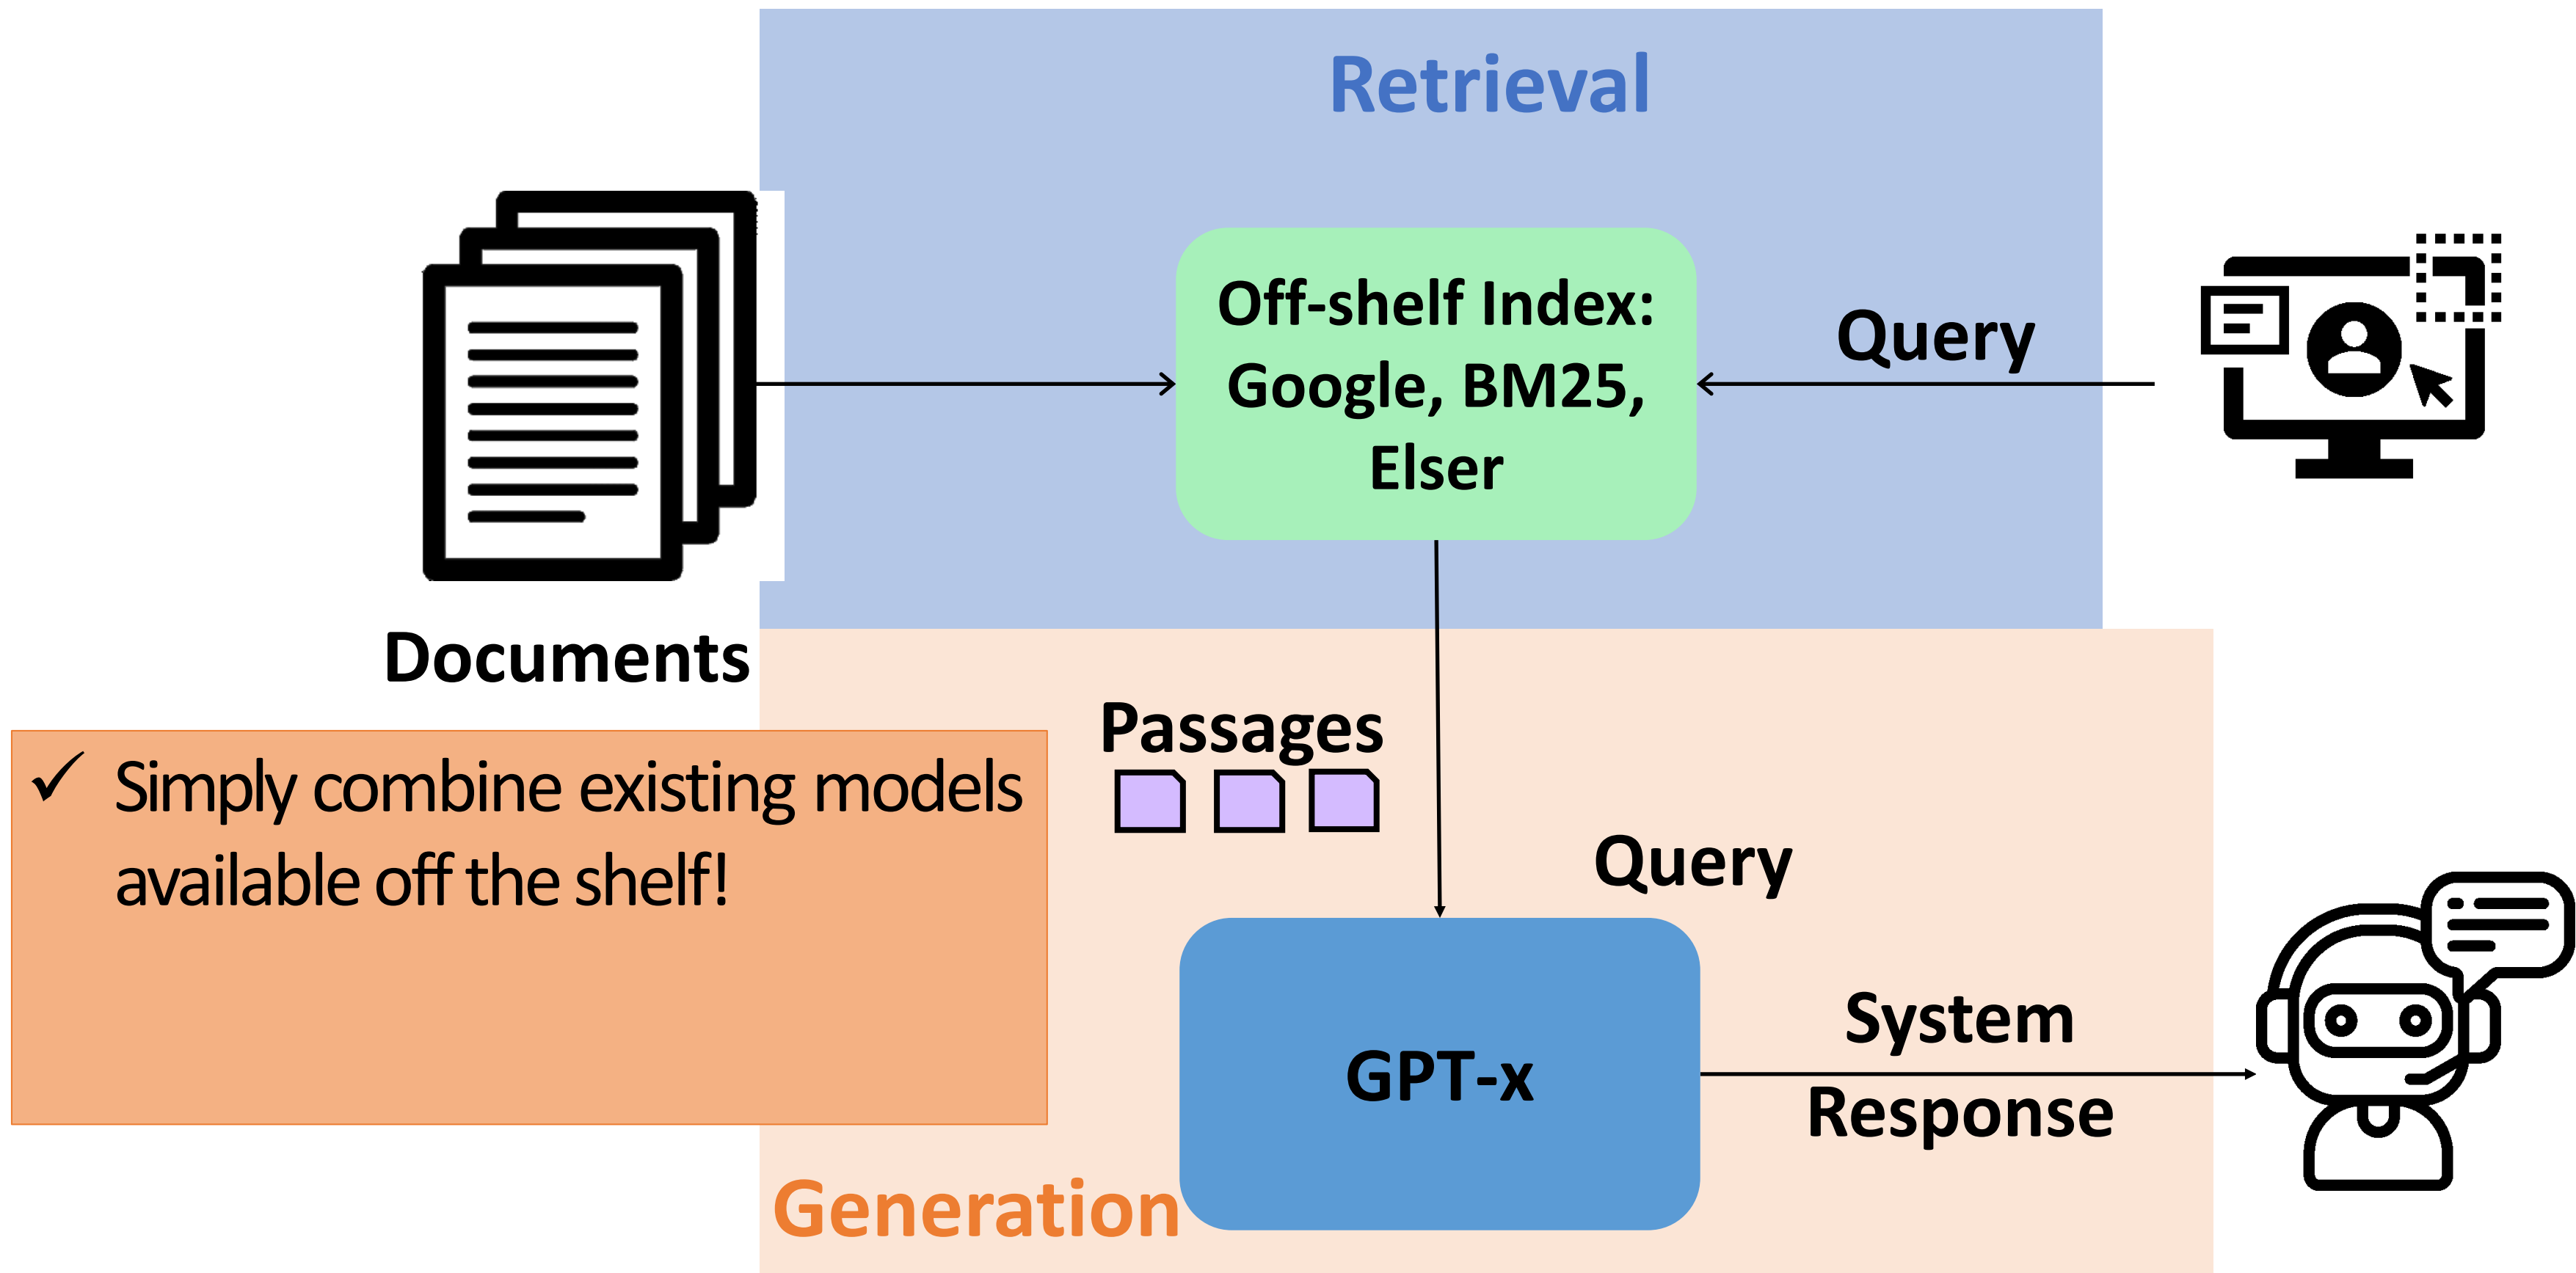 Retrieval
Off-shelf Index:
Google, BM25,
Elser
Query
Documents
✓ Simply combine existing models
available off the shelf!
Passages
Query
GPT-x
System
Response
Generation